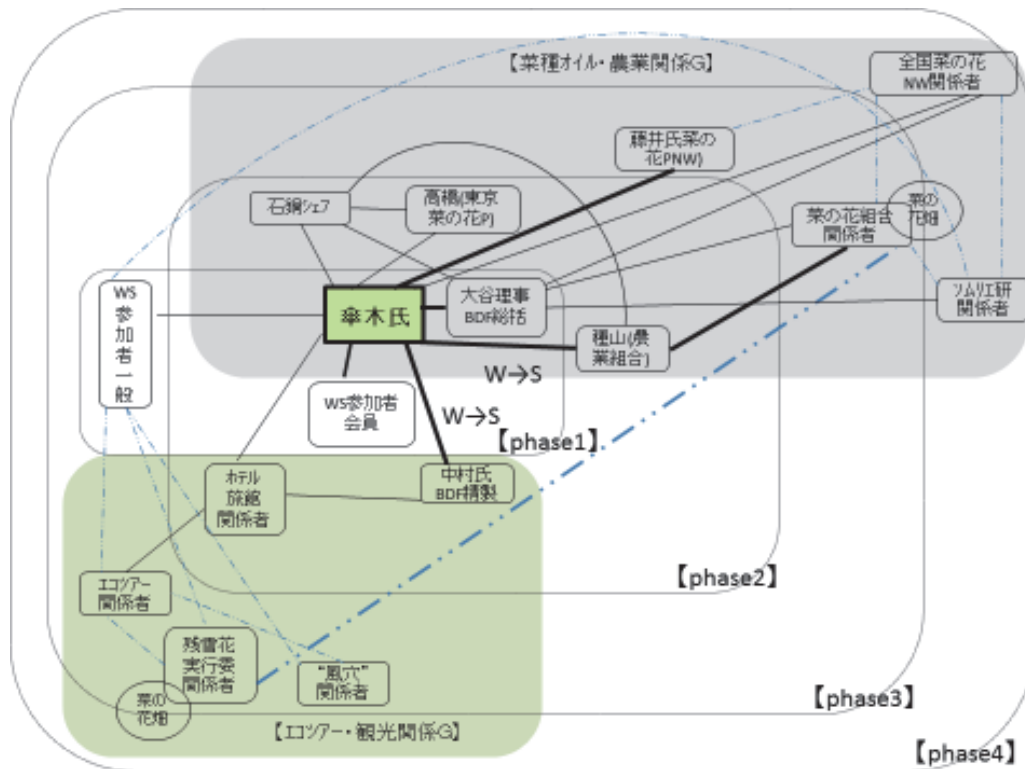 【菜種オイル・農業関係G】
全国菜の花
NW関係者
藤井氏菜の
花PNW)
石鍋シェフ
高橋(東京
菜の花P)
菜の花組合
関係者
菜の
花畑
WS
参
加
者
一
般
傘木氏
大谷理事
BDF総括
ソムリエ研
関係者
種山(農
業組合)
W→S
WS参加者
会員
W→S
【phase1】
ホテル
旅館
関係者
中村氏
BDF精製
【phase2】
エコツアー
関係者
残雪花
実行委
関係者
"風穴"
関係者
菜の
花畑
【phase3】
【エコツアー・観光関係G】
【phase4】